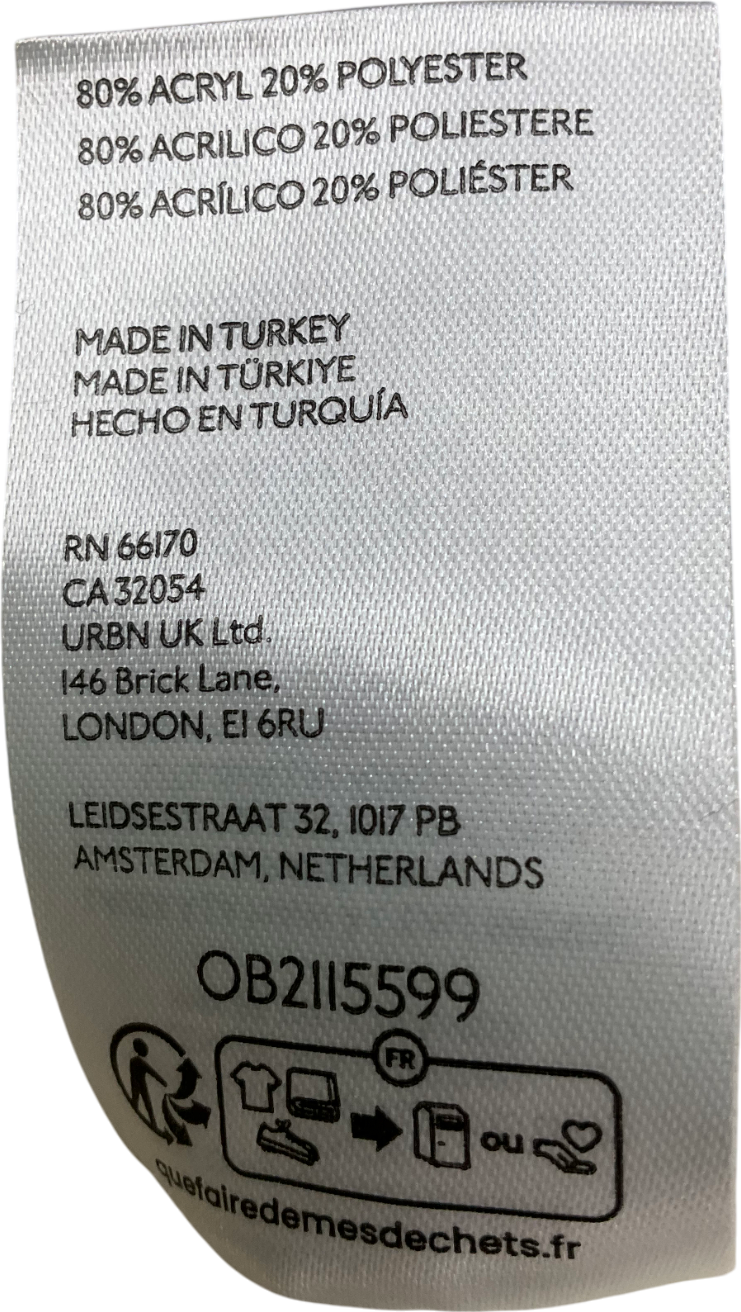 80% ACRYL 20% POLYESTER
80% ACRILICO 20% POLIESTERE
80% ACRÍLICO 20% POLIÉSTER
MADE IN TURKEY
MADE IN TÜRKIYE
HECHO EN TURQUÍA
RN 66170
CA 32054
URBN UK Ltd.
146 Brick Lane,
LONDON, E1 6RU
LEIDSESTRAAT 32, 1017 PB
AMSTERDAM, NETHERLANDS
OB2115599
FR
ou
quefairedemesdechets.fr